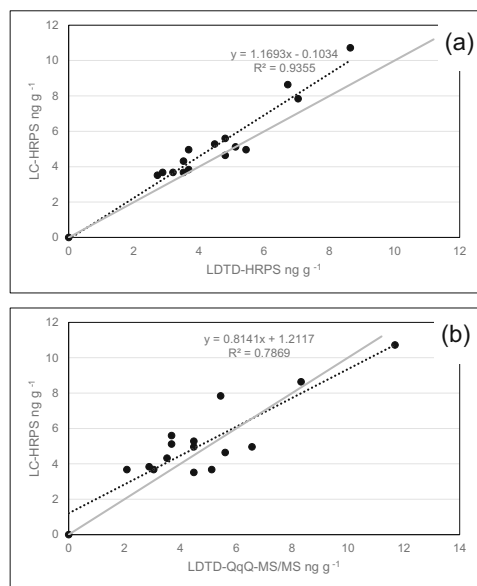 (a)
y = 1.1693x - 0.1034
R² = 0.9355
LC-HRPS ng g⁻¹
12
10
8
6
4
2
0
0 2 4 6 8 10 12
LDTD-HRPS ng g⁻¹
(b)
y = 0.8141x + 1.2117
R² = 0.7869
LC-HRPS ng g⁻¹
12
10
8
6
4
2
0
0 2 4 6 8 10 12 14
LDTD-QqQ-MS/MS ng g⁻¹